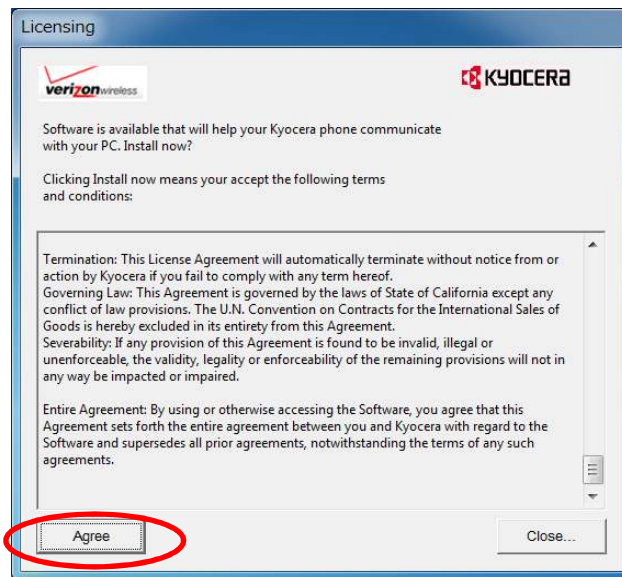 Licensing
verizonwireless
KYOCERA
Software is available that will help your Kyocera phone communicate
with your PC. Install now?
Clicking Install now means your accept the following terms
and conditions:
Termination: This License Agreement will automatically terminate without notice from or
action by Kyocera if you fail to comply with any term hereof.
Governing Law: This Agreement is governed by the laws of State of California except any
conflict of law provisions. The U.N. Convention on Contracts for the International Sales of
Goods is hereby excluded in its entirety from this Agreement.
Severability: If any provision of this Agreement is found to be invalid, illegal or
unenforceable, the validity, legality or enforceability of the remaining provisions will not in
any way be impacted or impaired.
Entire Agreement: By using or otherwise accessing the Software, you agree that this
Agreement sets forth the entire agreement between you and Kyocera with regard to the
Software and supersedes all prior agreements, notwithstanding the terms of any such
agreements.
Agree
Close...